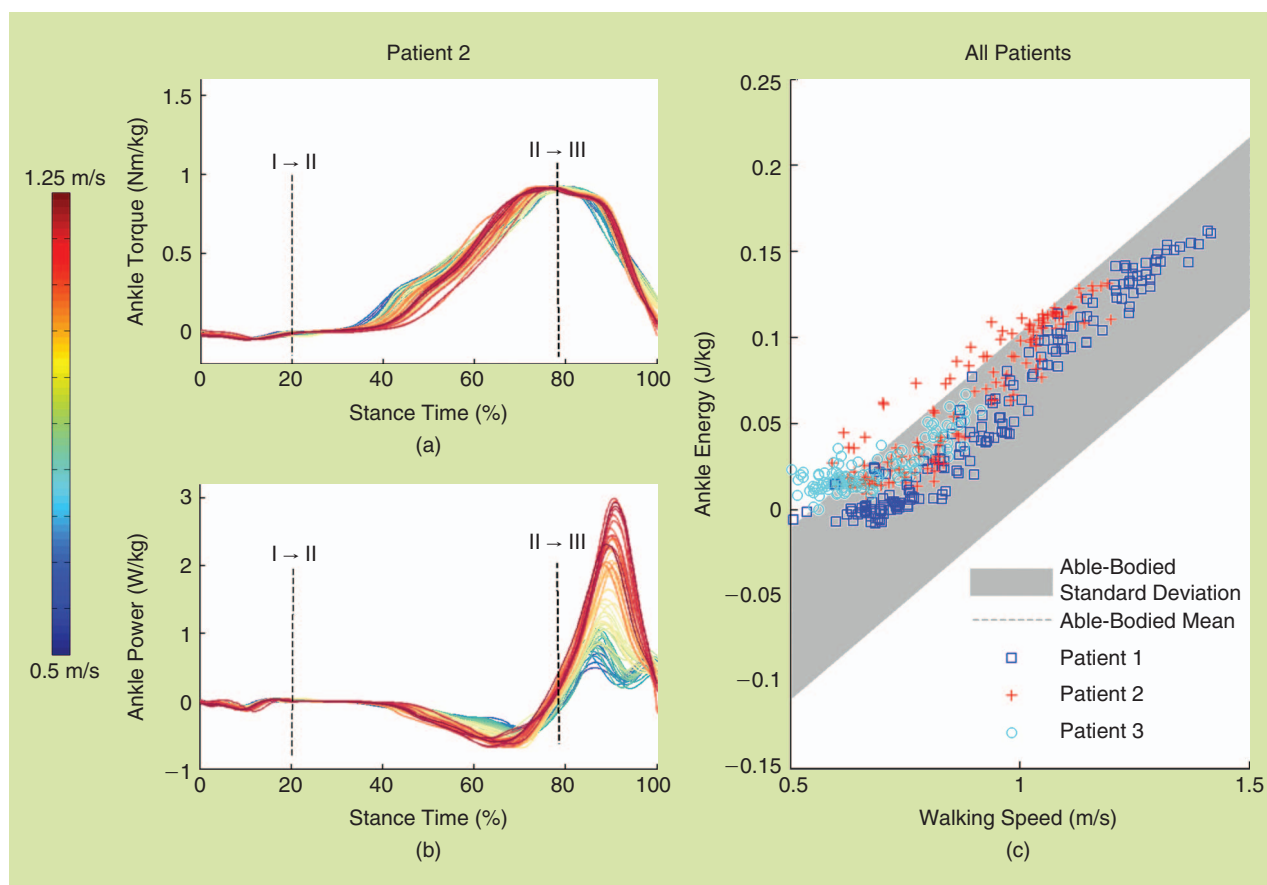 Patient 2
1.25 m/s
0.5 m/s
Ankle Torque (Nm/kg)
1.5
1
0.5
0
I → II
II → III
0 20 40 60 80 100
Stance Time (%)
(a)
Ankle Power (W/kg)
3
2
1
0
−1
I → II
II → III
0 20 40 60 80 100
Stance Time (%)
(b)
All Patients
Ankle Energy (J/kg)
0.25
0.2
0.15
0.1
0.05
0
−0.05
−0.1
−0.15
Able-Bodied
Standard Deviation
Able-Bodied Mean
Patient 1
Patient 2
Patient 3
0.5 1 1.5
Walking Speed (m/s)
(c)